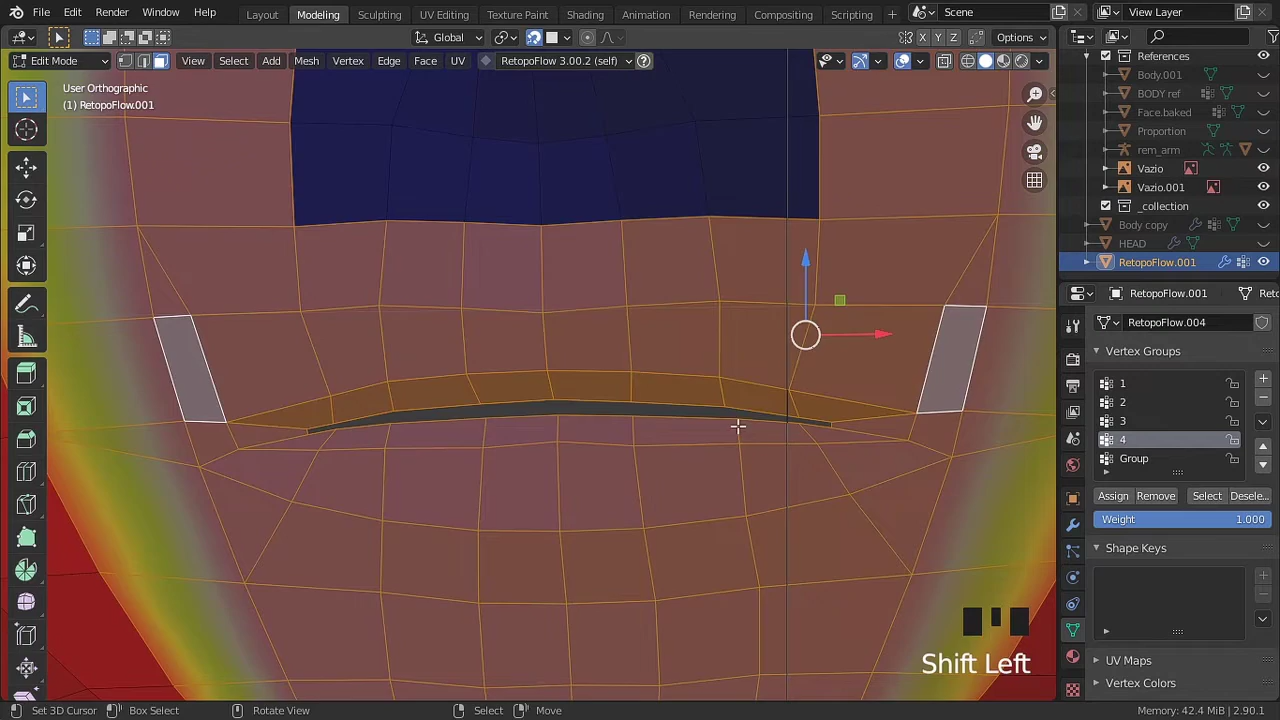 File Edit Render Window Help Layout Modeling Sculpting UV Editing Texture Paint Shading Animation Rendering Compositing Scripting + Scene View Layer
Global X Y Z Options
Edit Mode View Select Add Mesh Vertex Edge Face UV RetopoFlow 3.00.2 (self)
User Orthographic
(1) RetopoFlow.001
References
Body.001
BODY ref
Face.baked
Proportion
rem_arm
Vazio
Vazio.001
_collection
Body copy
HEAD
RetopoFlow.001
RetopoFlow.001
RetopoFlow.004
Vertex Groups
1
2
3
4
Group
Assign Remove Select Desele...
Weight 1.000
Shape Keys
UV Maps
Vertex Colors
Shift Left
Set 3D Cursor Box Select Rotate View Select Move Memory: 42.4 MiB | 2.90.1